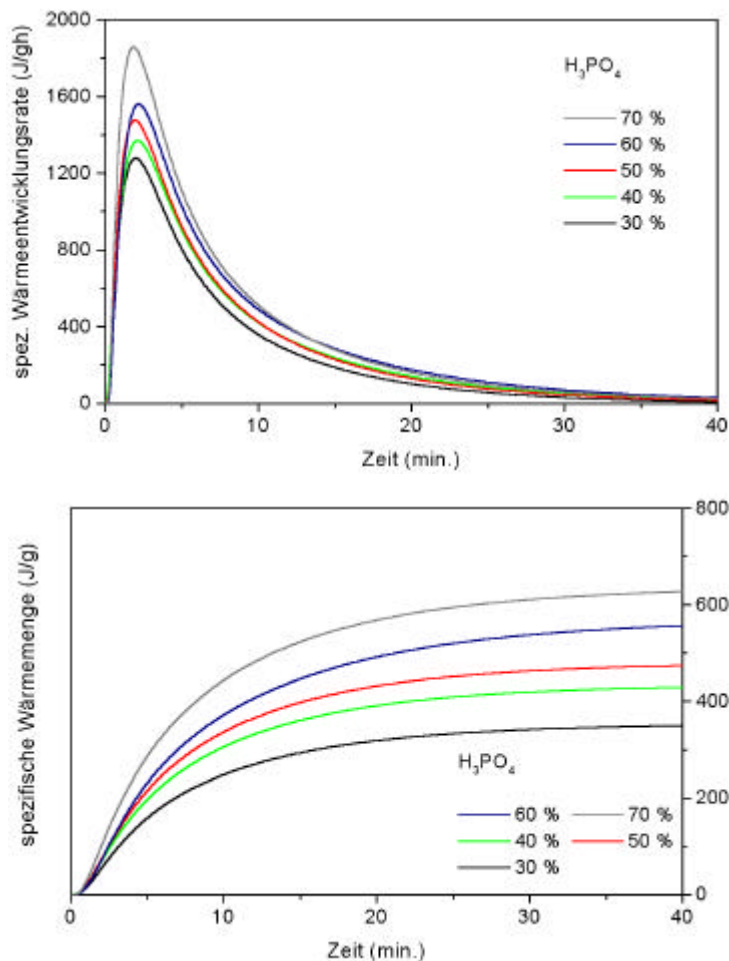 2000
1600
1200
800
400
0
spez. Wärmeentwicklungsrate (J/gh)
H₃PO₄
70 %
60 %
50 %
40 %
30 %
0 10 20 30 40
Zeit (min.)
spezifische Wärmemenge (J/g)
800
600
400
200
0
H₃PO₄
60 % 70 %
40 % 50 %
30 %
0 10 20 30 40
Zeit (min.)